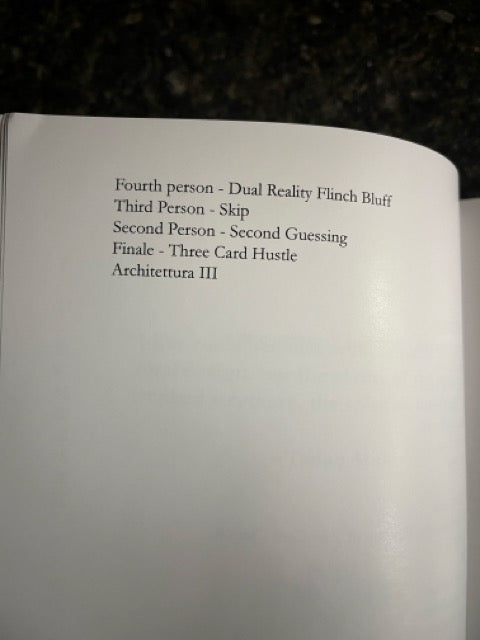 Fourth person - Dual Reality Flinch Bluff
Third Person - Skip
Second Person - Second Guessing
Finale - Three Card Hustle
Architettura III